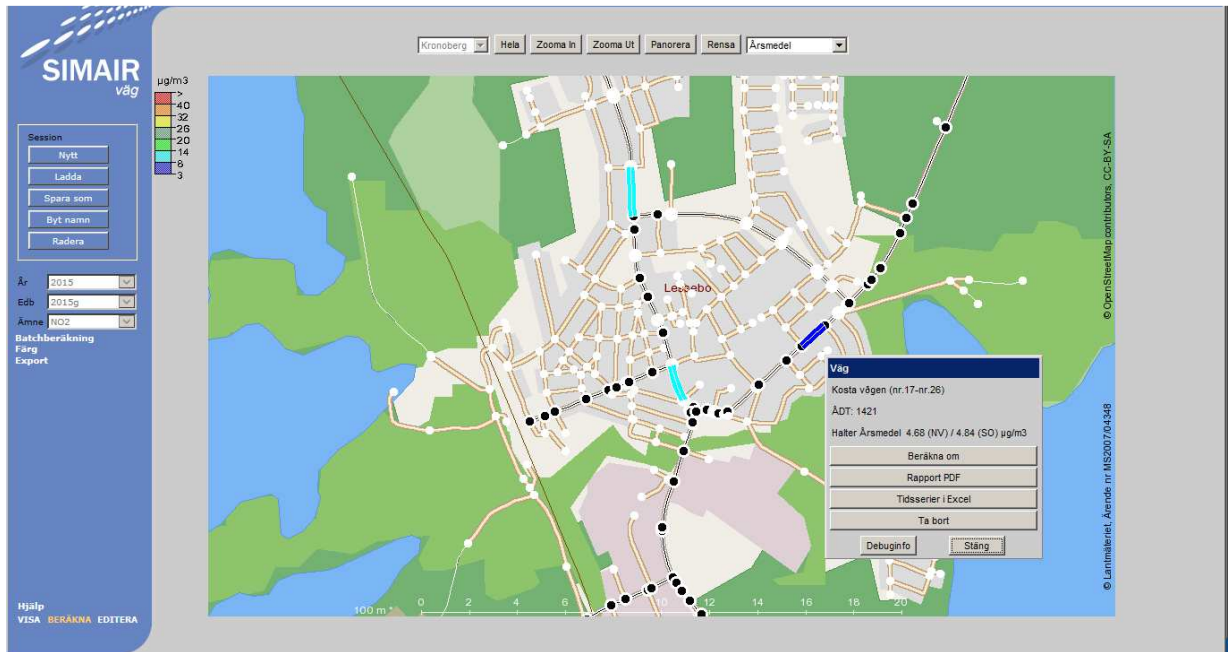 SIMAIR
väg
Session
Nytt
Ladda
Spara som
Byt namn
Radera
År 2015
Edb 2015g
Ämne NO2
Batchberäkning
Färg
Export
Hjälp
VISA BERÄKNA EDITERA
Kronoberg Hela Zooma In Zooma Ut Panorera Rensa Årsmedel
µg/m3
>
40
32
26
20
14
8
3
Lessebo
© OpenStreetMap contributors, CC-BY-SA
© Lantmäteriet, Ärende nr MS2007/04348
Väg
Kosta vägen (nr.17-nr.26)
ÅDT: 1421
Halter Årsmedel 4.68 (NV) / 4.84 (SO) µg/m3
Beräkna om
Rapport PDF
Tidsserier i Excel
Ta bort
Debuginfo Stäng
100 m * 0 2 4 6 8 10 12 14 16 18 20